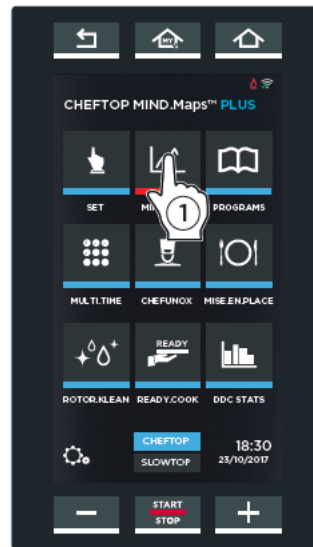 MY
CHEFTOP MIND.Maps™ PLUS
SET
PROGRAMS
1
MULTI.TIME
CHEFUNOX
MISE.EN.PLACE
READY
ROTOR.KLEAN
READY.COOK
DDC STATS
CHEFTOP
SLOWTOP
18:30
23/10/2017
START
STOP